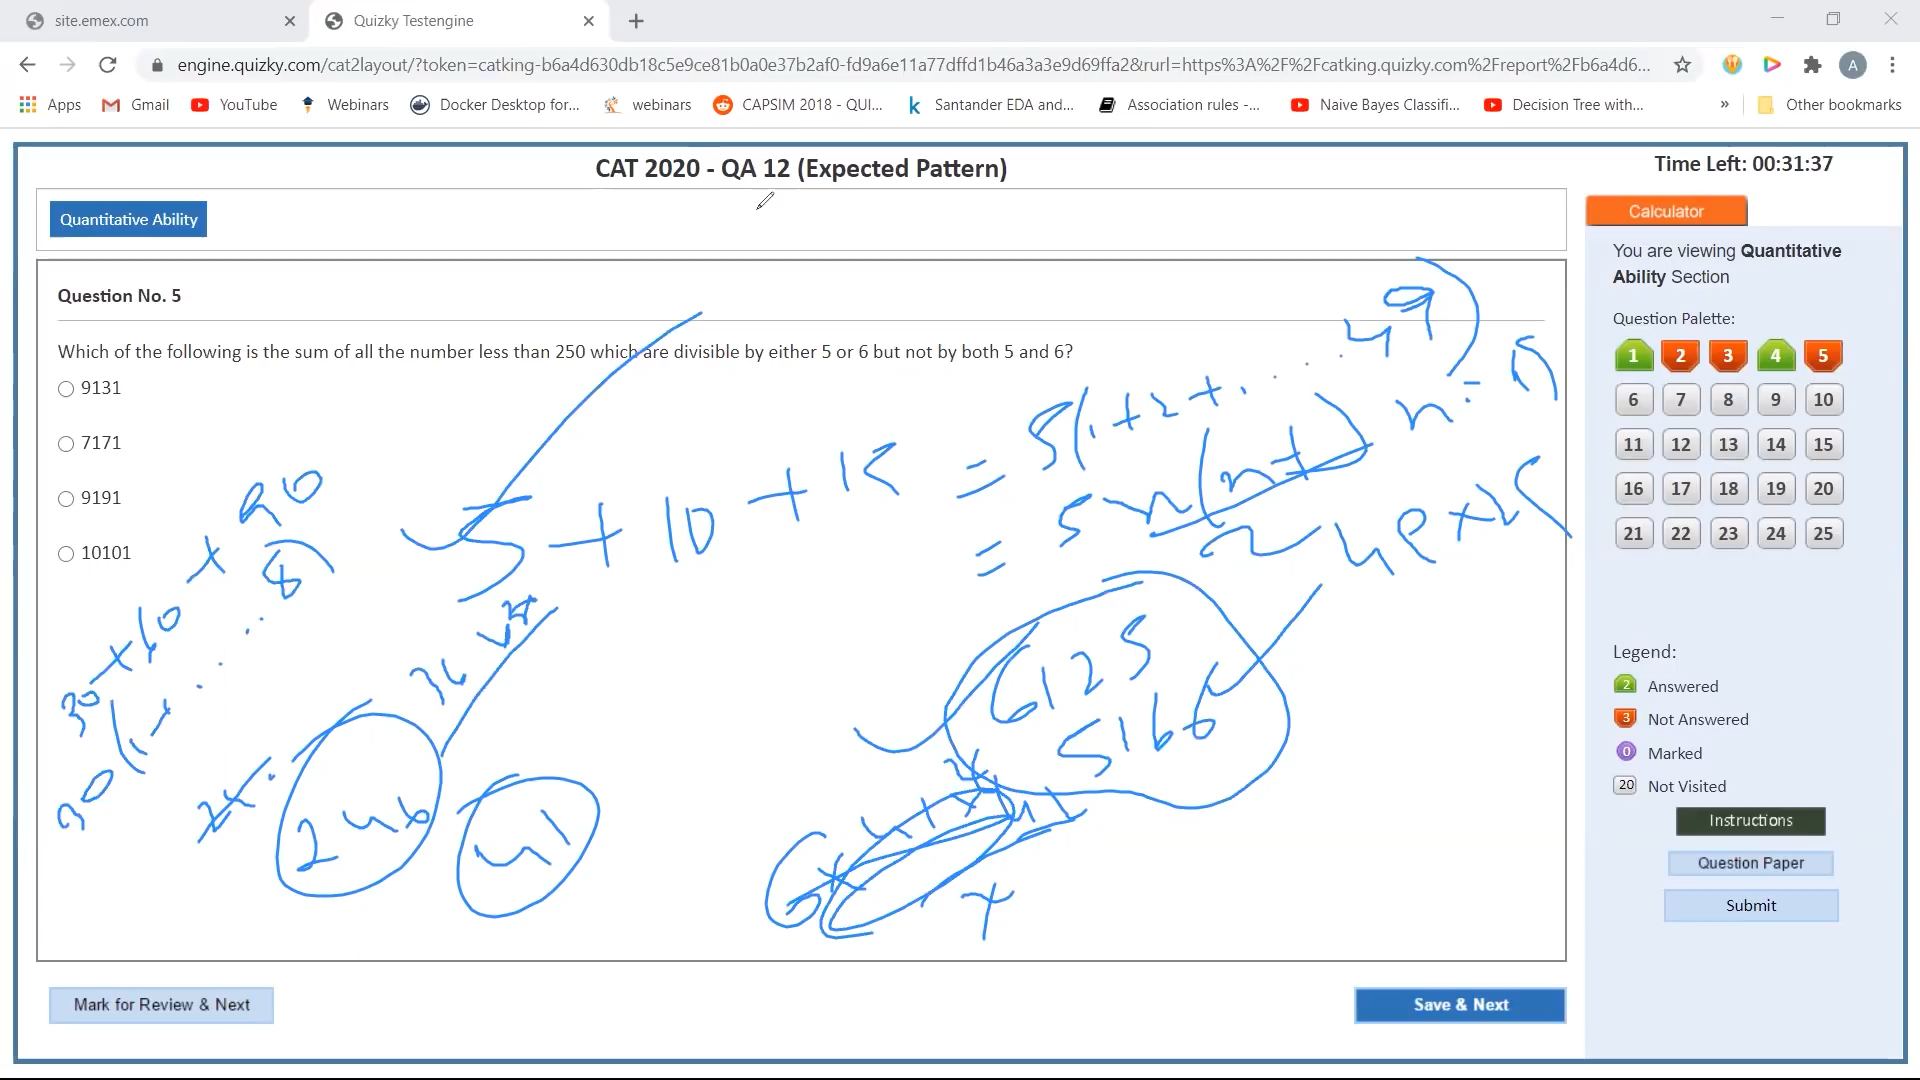 site.emex.com
Quizky Testengine
engine.quizky.com/cat2layout/?token=catking-b6a4d630db18c5e9ce81b0a0e37b2af0-fd9a6e11a77dffd1b46a3a3e9d69ffa2&rurl=https%3A%2F%2Fcatking.quizky.com%2Freport%2Fb6a4d6...
A
Apps Gmail YouTube Webinars Docker Desktop for... webinars CAPSIM 2018 - QUI... Santander EDA and... Association rules -... Naive Bayes Classifi... Decision Tree with... » Other bookmarks
CAT 2020 - QA 12 (Expected Pattern)
Time Left: 00:31:37
Quantitative Ability
Calculator
You are viewing Quantitative
Ability Section
Question No. 5
Question Palette:
Which of the following is the sum of all the number less than 250 which are divisible by either 5 or 6 but not by both 5 and 6?
9131
7171
9191
10101
1 2 3 4 5
6 7 8 9 10
11 12 13 14 15
16 17 18 19 20
21 22 23 24 25
5 + 10 + 15 = 5(1+2+. . . . 49)
30 + 60 + 90
6125
5166
246
41
Legend:
2 Answered
3 Not Answered
0 Marked
20 Not Visited
Instructions
Question Paper
Submit
Mark for Review & Next
Save & Next